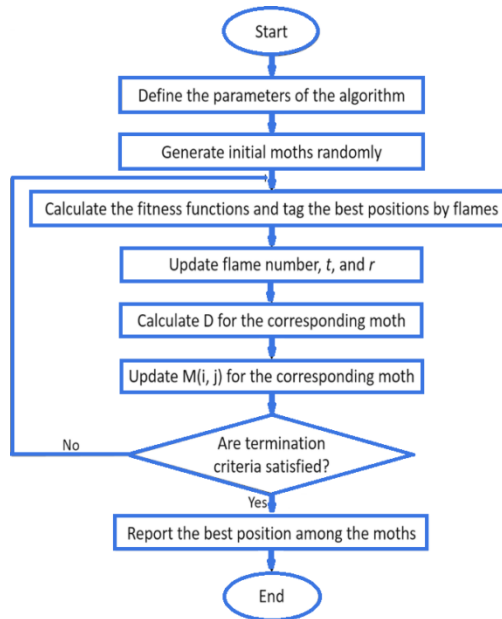 Start
Define the parameters of the algorithm
Generate initial moths randomly
Calculate the fitness functions and tag the best positions by flames
Update flame number, t, and r
Calculate D for the corresponding moth
Update M(i, j) for the corresponding moth
No
Are termination
criteria satisfied?
Yes
Report the best position among the moths
End